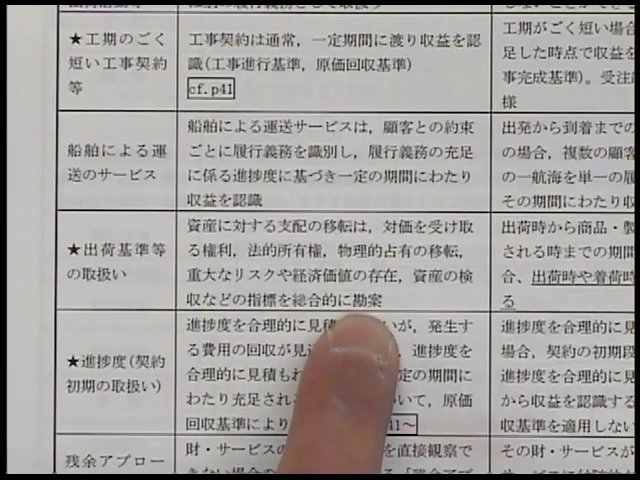 ★工期のごく
短い工事契約
等
工事契約は通常，一定期間に渡り収益を認
識(工事進行基準，原価回収基準)
cf.p41
工期がごく短い場合
足した時点で収益を
事完成基準)。受注
様
船舶による運
送のサービス
船舶による運送サービスは，顧客との約束
ごとに履行義務を識別し，履行義務の充足
に係る進捗度に基づき一定の期間にわたり
収益を認識
出発から到着までの
の場合，複数の顧客
の一航海を単一の履
その期間にわたり収
★出荷基準等
の取扱い
資産に対する支配の移転は，対価を受け取
る権利，法的所有権，物理的占有の移転，
重大なリスクや経済価値の存在，資産の検
収などの指標を総合的に勘案
出荷時から商品・製
される時までの期間
合、出荷時や着荷時
る
★進捗度(契約
初期の取扱い)
進捗度を合理的に見積 いが，発生す
る費用の回収が見 ，進捗度を
合理的に見積も 定の期間に
わたり充足され いて，原価
回収基準により 41～
進捗度を合理的に見
場合，契約の初期段
進捗度を合理的に見
から収益を認識する
収基準を適用しない
残余アプロー
財・サービスの を直接観察で
その財・サービスが